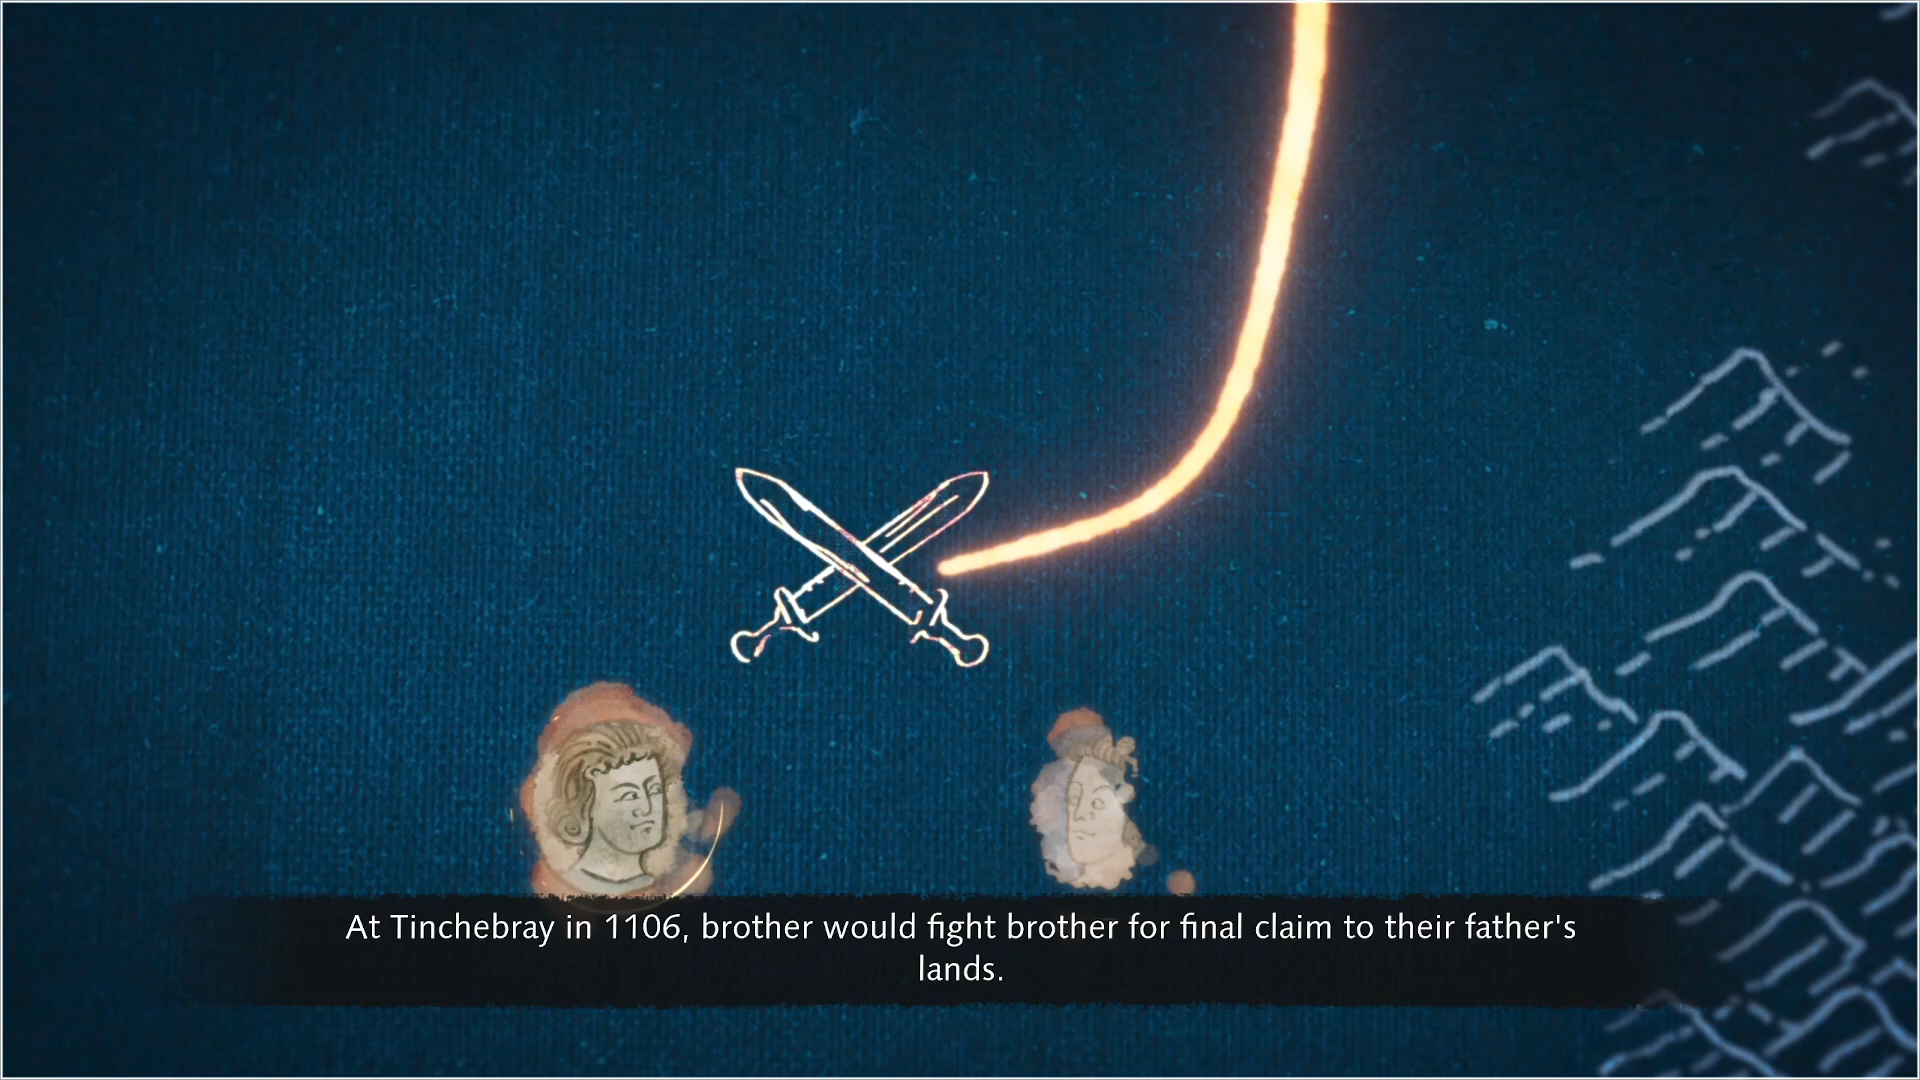 At Tinchebray in 1106, brother would fight brother for final claim to their father's
lands.